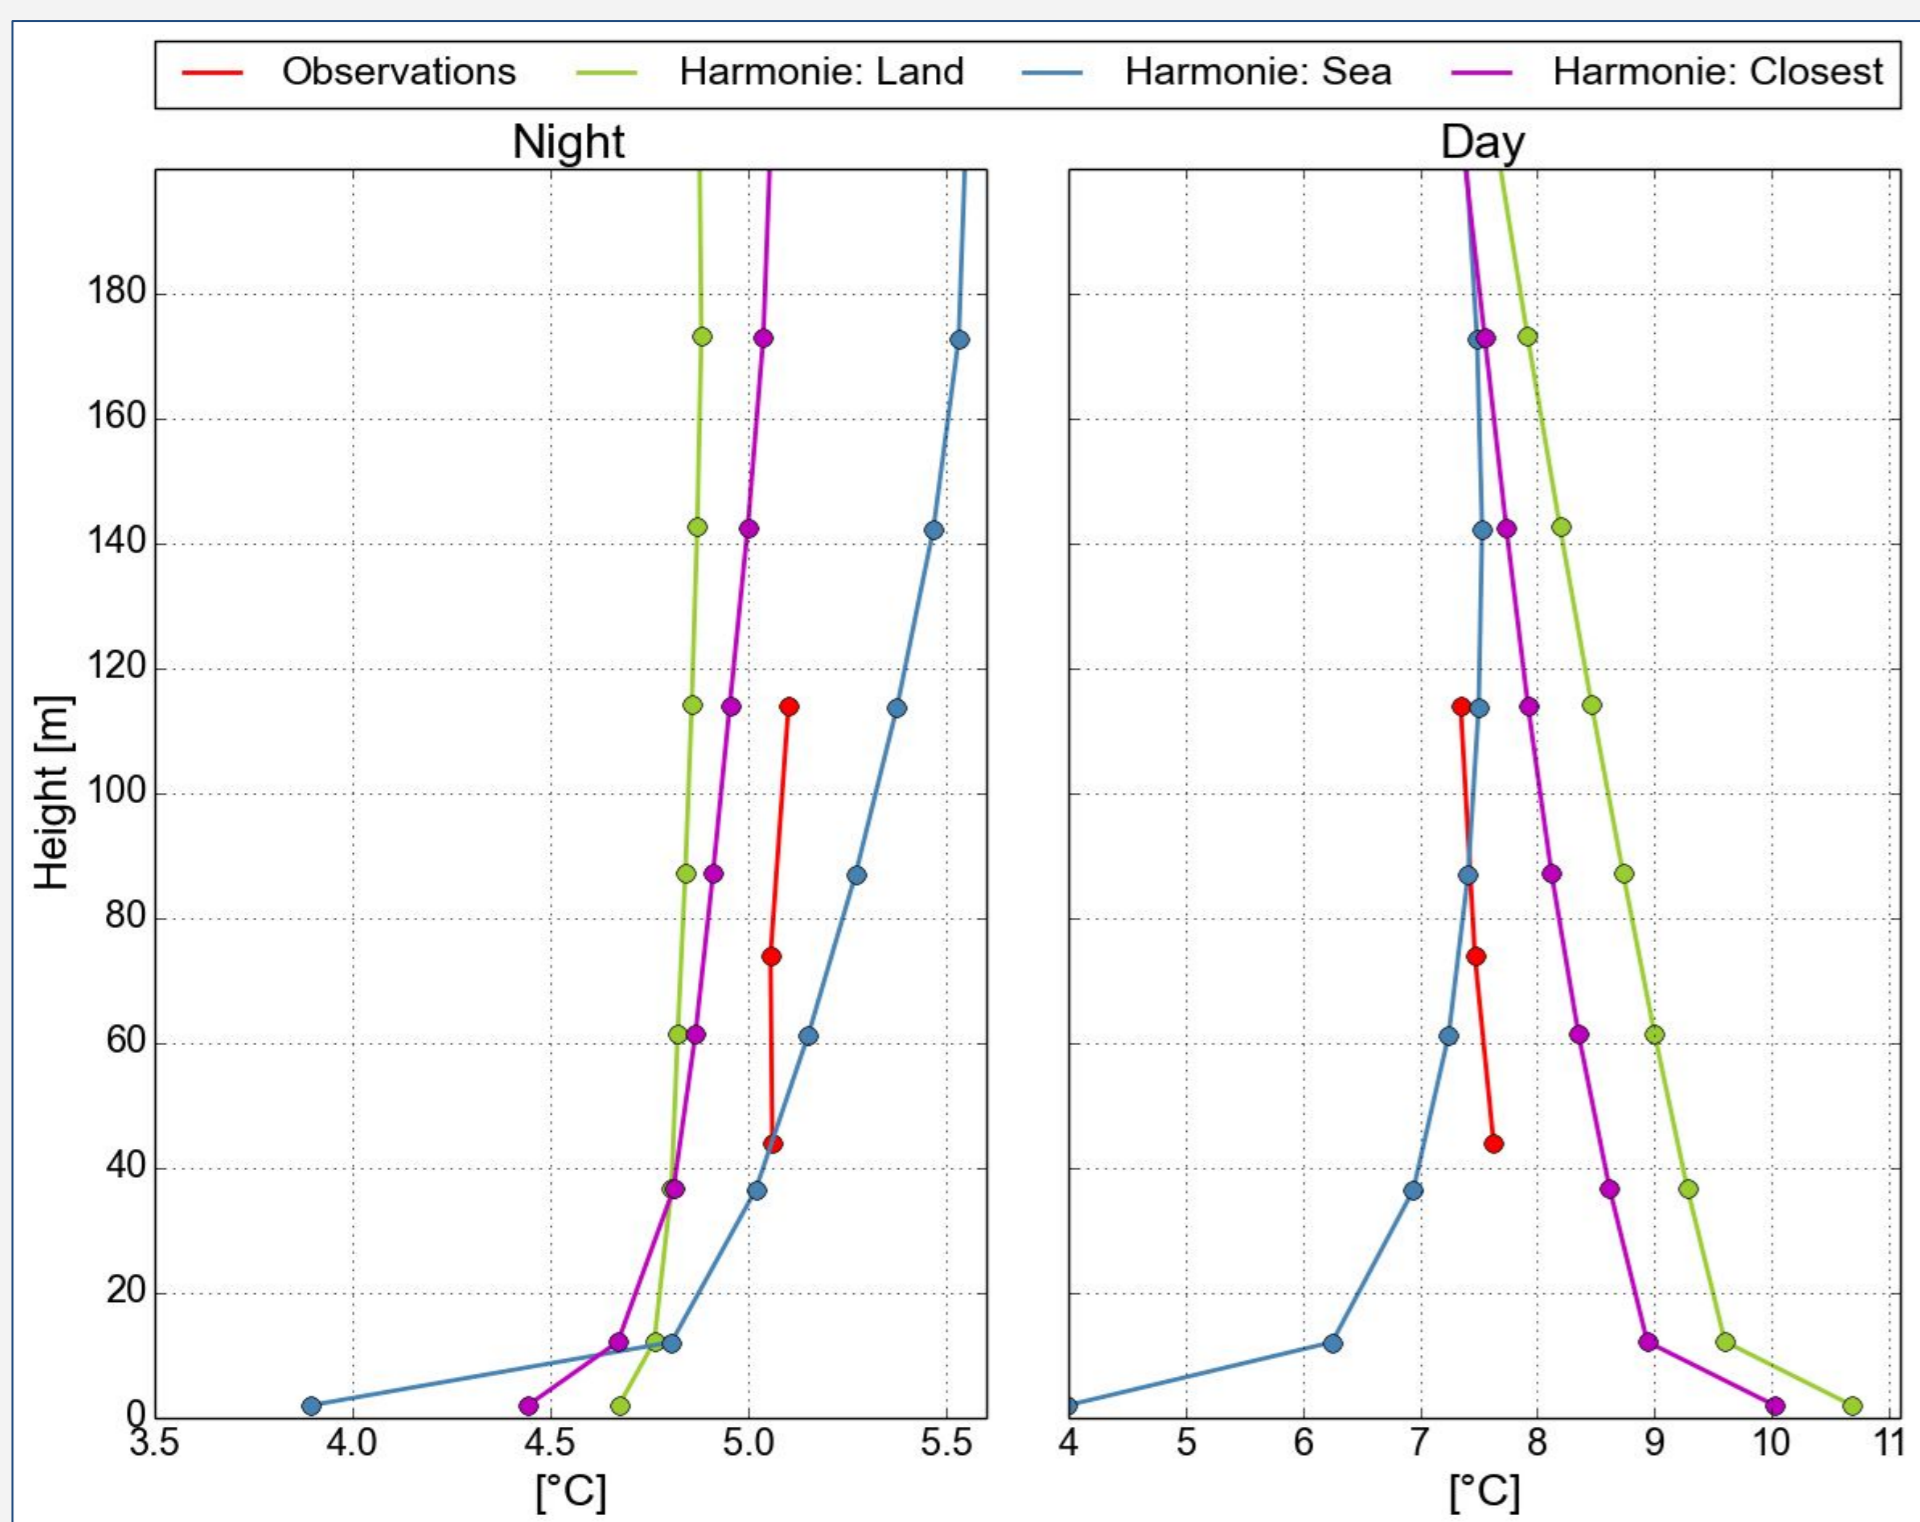 Observations Harmonie: Land Harmonie: Sea Harmonie: Closest
Night Day
Height [m]
180
160
140
120
100
80
60
40
20
0
3.5 4.0 4.5 5.0 5.5 4 5 6 7 8 9 10 11
[°C] [°C]